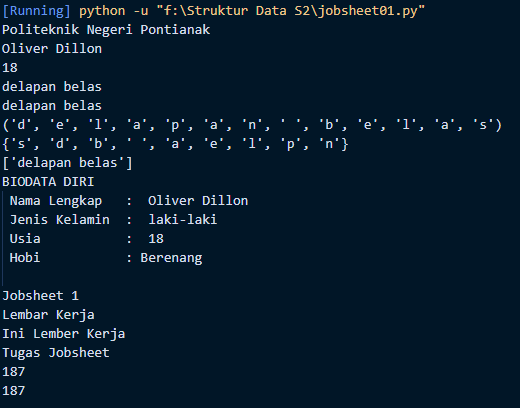 [Running] python -u "f:\Struktur Data S2\jobsheet01.py"
Politeknik Negeri Pontianak
Oliver Dillon
18
delapan belas
delapan belas
('d', 'e', 'l', 'a', 'p', 'a', 'n', ' ', 'b', 'e', 'l', 'a', 's')
{'s', 'd', 'b', ' ', 'a', 'e', 'l', 'p', 'n'}
['delapan belas']
BIODATA DIRI
Nama Lengkap   :  Oliver Dillon
Jenis Kelamin  :  laki-laki
Usia           :  18
Hobi           : Berenang
Jobsheet 1
Lembar Kerja
Ini Lember Kerja
Tugas Jobsheet
187
187